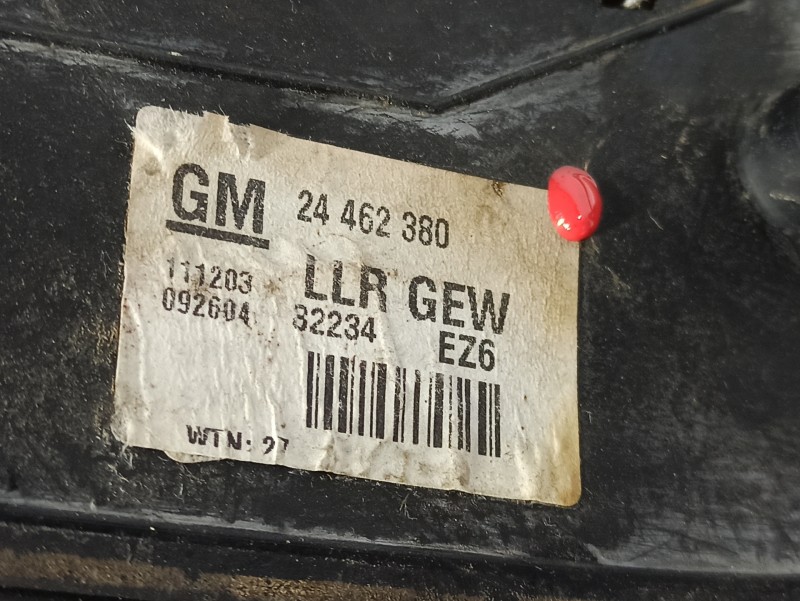 GM 24 462 380
111203 LLR GEW
092604 32234 EZ6
WTN: 27